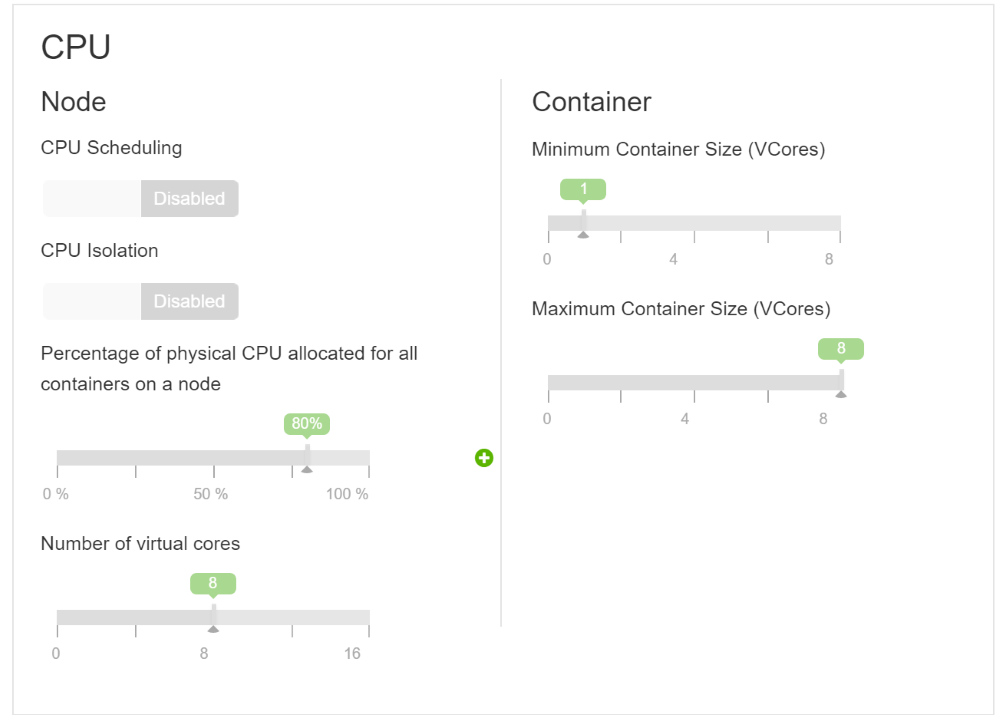 CPU
Node
CPU Scheduling
Disabled
CPU Isolation
Disabled
Percentage of physical CPU allocated for all
containers on a node
80%
0 % 50 % 100 %
Number of virtual cores
8
0 8 16
Container
Minimum Container Size (VCores)
1
0 4 8
Maximum Container Size (VCores)
8
0 4 8